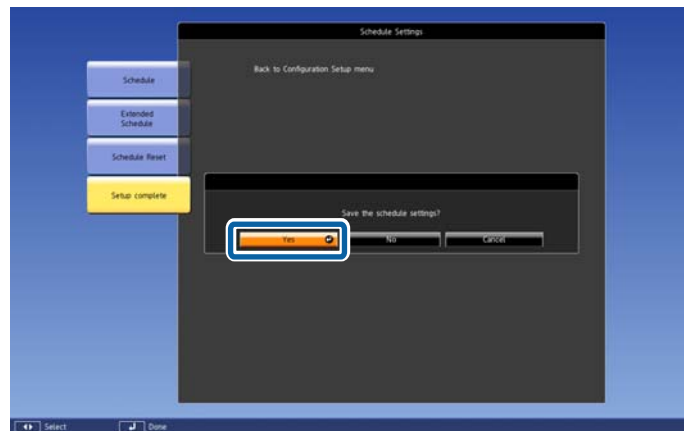 Schedule Settings
Back to Configuration Setup menu
Schedule
Extended
Schedule
Schedule Reset
Setup complete
Save the schedule settings?
Yes No Cancel
Select Done